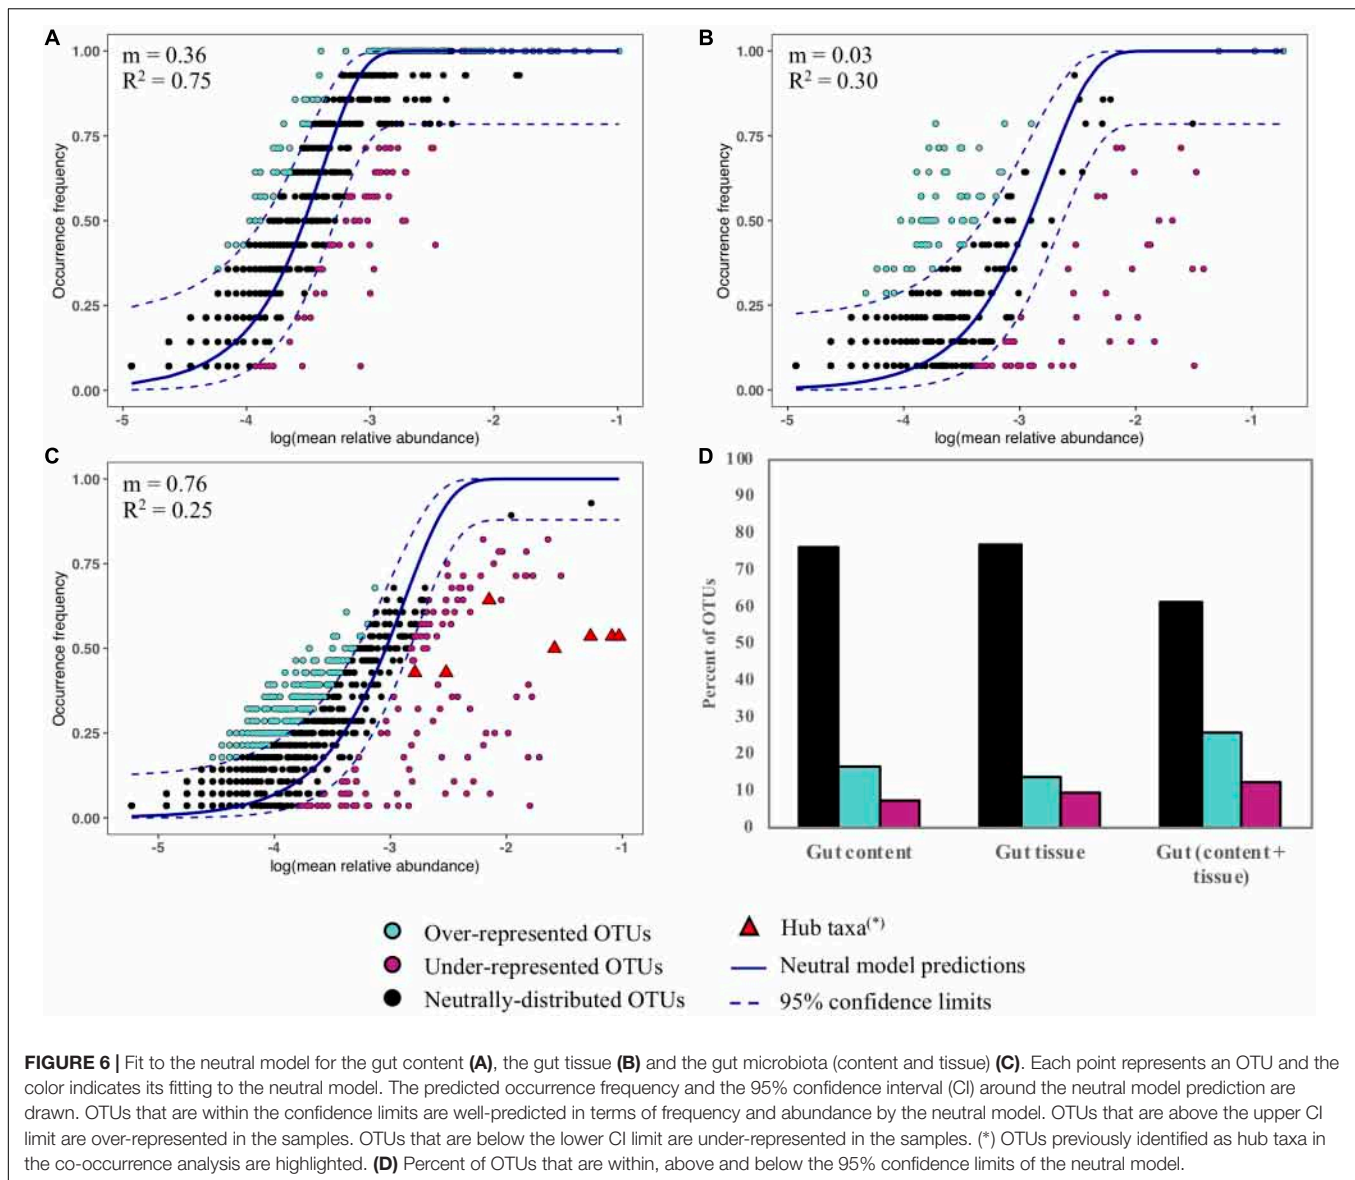 A
m = 0.36
R² = 0.75
1.00
0.75
0.50
0.25
0.00
Occurrence frequency
-5
-4
-3
-2
-1
log(mean relative abundance)
B
m = 0.03
R² = 0.30
1.00
0.75
0.50
0.25
0.00
Occurrence frequency
-5
-4
-3
-2
-1
log(mean relative abundance)
C
m = 0.76
R² = 0.25
1.00
0.75
0.50
0.25
0.00
Occurrence frequency
-5
-4
-3
-2
-1
log(mean relative abundance)
D
100
90
80
70
60
50
40
30
20
10
0
Percent of OTUs
Gut content
Gut tissue
Gut (content +
tissue)
Over-represented OTUs
Under-represented OTUs
Neutrally-distributed OTUs
Hub taxa(*)
Neutral model predictions
95% confidence limits
FIGURE 6 | Fit to the neutral model for the gut content (A), the gut tissue (B) and the gut microbiota (content and tissue) (C). Each point represents an OTU and the
color indicates its fitting to the neutral model. The predicted occurrence frequency and the 95% confidence interval (CI) around the neutral model prediction are
drawn. OTUs that are within the confidence limits are well-predicted in terms of frequency and abundance by the neutral model. OTUs that are above the upper CI
limit are over-represented in the samples. OTUs that are below the lower CI limit are under-represented in the samples. (*) OTUs previously identified as hub taxa in
the co-occurrence analysis are highlighted. (D) Percent of OTUs that are within, above and below the 95% confidence limits of the neutral model.